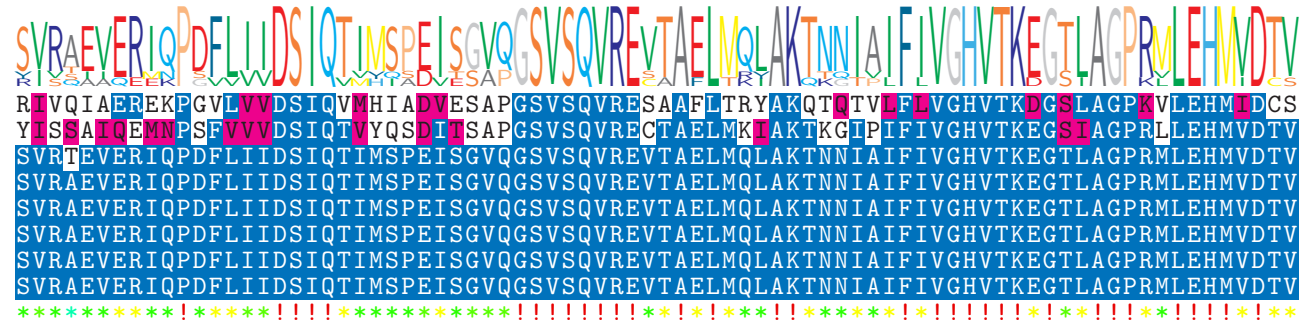 SVRAEVERIQPDFLIIDSIQTIMSPEISGVQGSVSQVREVTAELMQLAKTNNIAIFIVGHVTKEGTLAGPRMLEHMVDTV
RIVQIAEREKPGVLVVDSIQVMHIADVESAPGSVSQVRESAAFLTRYAKQTQTVLFLVGHVTKDGSLAGPKVLEHMIDCS
YISSAIQEMNPSFVVVDSIQTVYQSDITSAPGSVSQVRECTAELMKIAKTKGIPIFIVGHVTKEGSIAGPRLLEHMVDTV
SVRTEVERIQPDFLIIDSIQTIMSPEISGVQGSVSQVREVTAELMQLAKTNNIAIFIVGHVTKEGTLAGPRMLEHMVDTV
SVRAEVERIQPDFLIIDSIQTIMSPEISGVQGSVSQVREVTAELMQLAKTNNIAIFIVGHVTKEGTLAGPRMLEHMVDTV
SVRAEVERIQPDFLIIDSIQTIMSPEISGVQGSVSQVREVTAELMQLAKTNNIAIFIVGHVTKEGTLAGPRMLEHMVDTV
SVRAEVERIQPDFLIIDSIQTIMSPEISGVQGSVSQVREVTAELMQLAKTNNIAIFIVGHVTKEGTLAGPRMLEHMVDTV
SVRAEVERIQPDFLIIDSIQTIMSPEISGVQGSVSQVREVTAELMQLAKTNNIAIFIVGHVTKEGTLAGPRMLEHMVDTV
SVRAEVERIQPDFLIIDSIQTIMSPEISGVQGSVSQVREVTAELMQLAKTNNIAIFIVGHVTKEGTLAGPRMLEHMVDTV
**********!*****!!!!***********!!!!!!!!**!*!***!!******!*!!!!!!*!**!!!**!!!!*!**